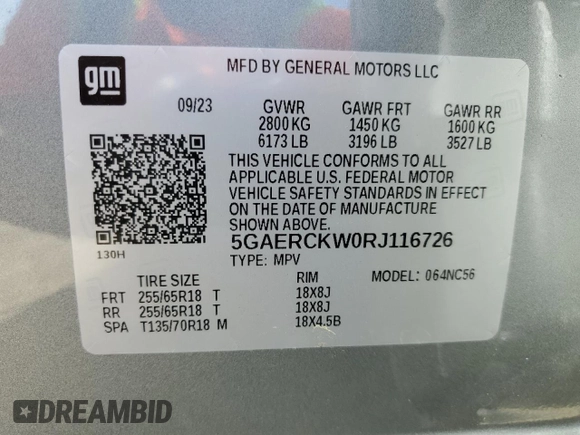 gm
MFD BY GENERAL MOTORS LLC
09/23 GVWR GAWR FRT GAWR RR
2800 KG 1450 KG 1600 KG
6173 LB 3196 LB 3527 LB
THIS VEHICLE CONFORMS TO ALL
APPLICABLE U.S. FEDERAL MOTOR
VEHICLE SAFETY STANDARDS IN EFFECT
ON THE DATE OF MANUFACTURE
SHOWN ABOVE.
130H
5GAERCKW0RJ116726
TYPE: MPV MODEL: 064NC56
TIRE SIZE RIM
FRT 255/65R18 T 18X8J
RR 255/65R18 T 18X8J
SPA T135/70R18 M 18X4.5B
DREAMBID